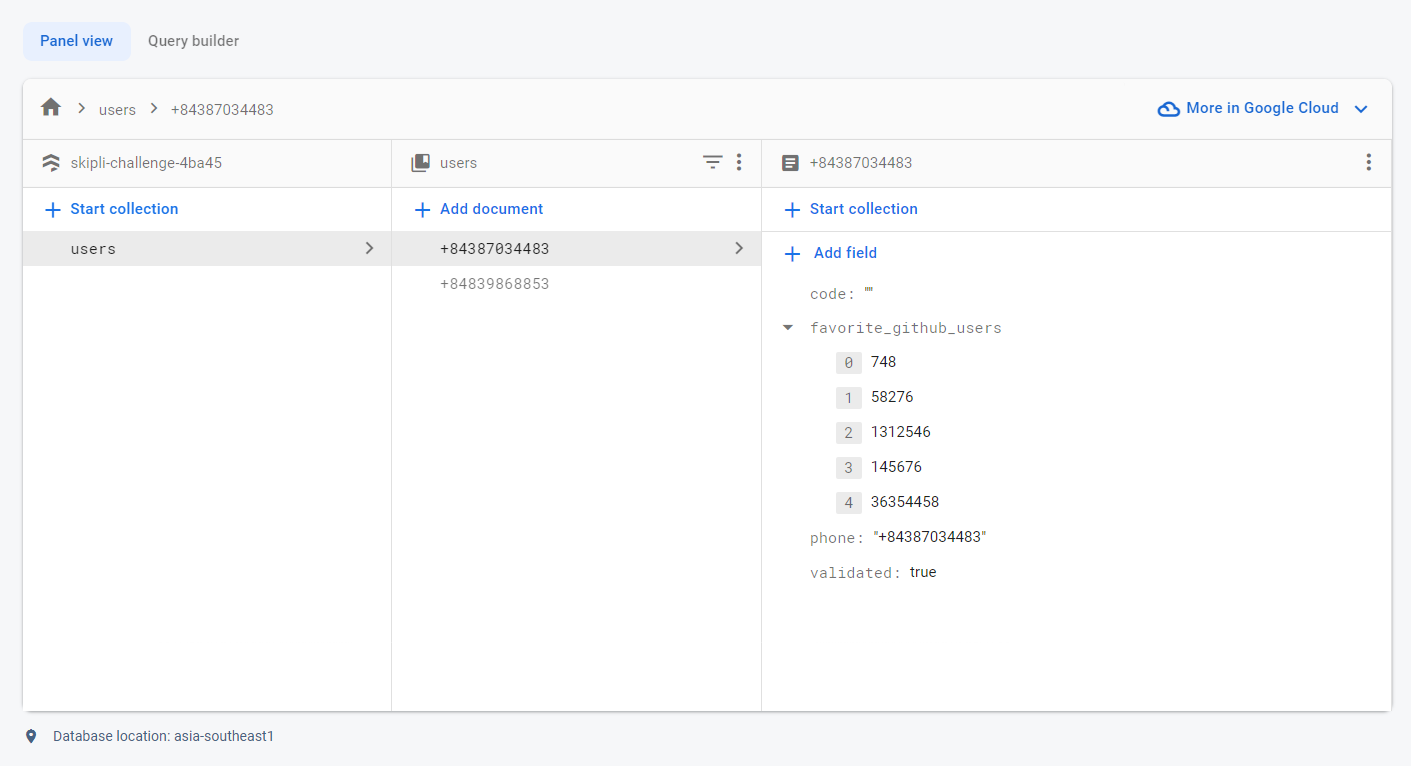 Panel view Query builder
users +84387034483 More in Google Cloud
skipli-challenge-4ba45 users +84387034483
Start collection Add document Start collection
users +84387034483 Add field
+84839868853
code: ""
favorite_github_users
0 748
1 58276
2 1312546
3 145676
4 36354458
phone: "+84387034483"
validated: true
Database location: asia-southeast1